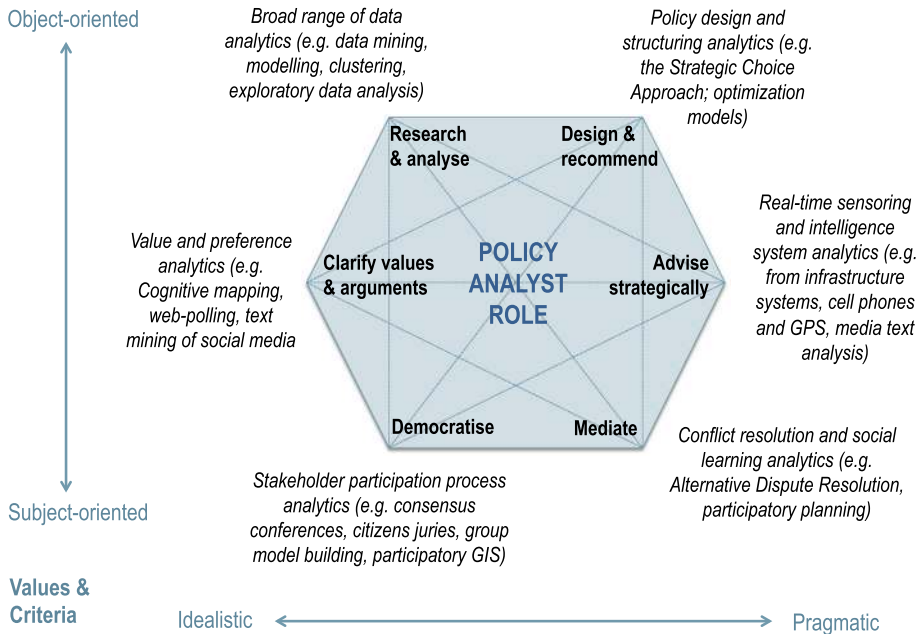 Object-oriented
Broad range of data
analytics (e.g. data mining,
modelling, clustering,
exploratory data analysis)
Policy design and
structuring analytics (e.g.
the Strategic Choice
Approach; optimization
models)
Research
& analyse
Design &
recommend
Value and preference
analytics (e.g.
Cognitive mapping,
web-polling, text
mining of social media
Clarify values
& arguments
POLICY
ANALYST
ROLE
Advise
strategically
Real-time sensoring
and intelligence
system analytics (e.g.
from infrastructure
systems, cell phones
and GPS, media text
analysis)
Democratise
Mediate
Conflict resolution and social
learning analytics (e.g.
Alternative Dispute Resolution,
participatory planning)
Stakeholder participation process
analytics (e.g. consensus
conferences, citizens juries, group
model building, participatory GIS)
Subject-oriented
Values &
Criteria
Idealistic
Pragmatic